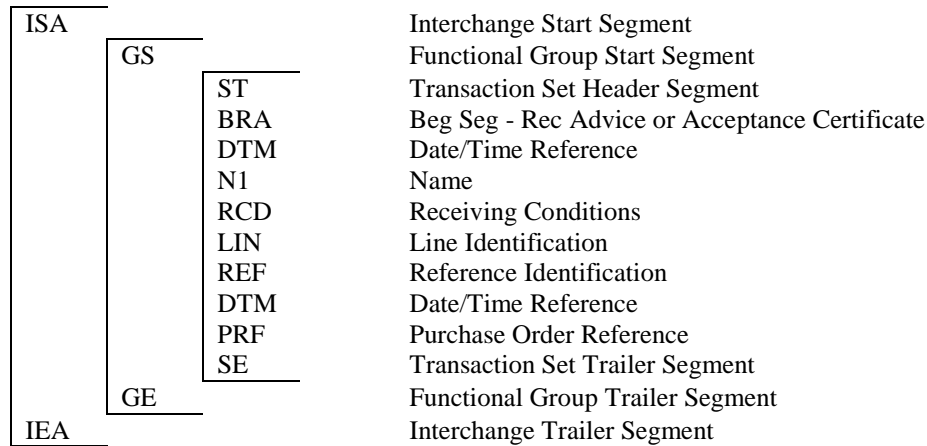 ISA Interchange Start Segment
GS Functional Group Start Segment
ST Transaction Set Header Segment
BRA Beg Seg - Rec Advice or Acceptance Certificate
DTM Date/Time Reference
N1 Name
RCD Receiving Conditions
LIN Line Identification
REF Reference Identification
DTM Date/Time Reference
PRF Purchase Order Reference
SE Transaction Set Trailer Segment
GE Functional Group Trailer Segment
IEA Interchange Trailer Segment